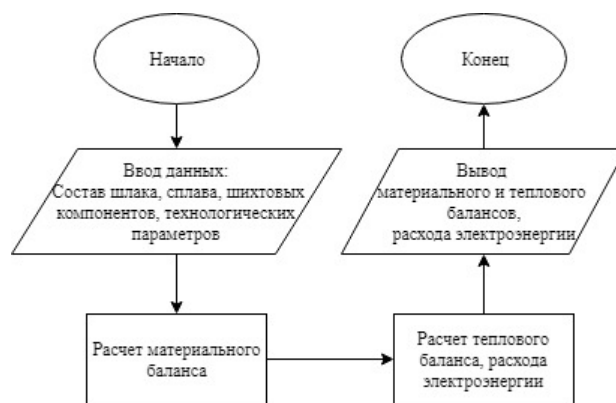 Начало
Ввод данных:
Состав шлака, сплава, шихтовых
компонентов, технологических
параметров
Расчет материального
баланса
Расчет теплового
баланса, расхода
электроэнергии
Вывод
материального и теплового
балансов,
расхода электроэнергии
Конец